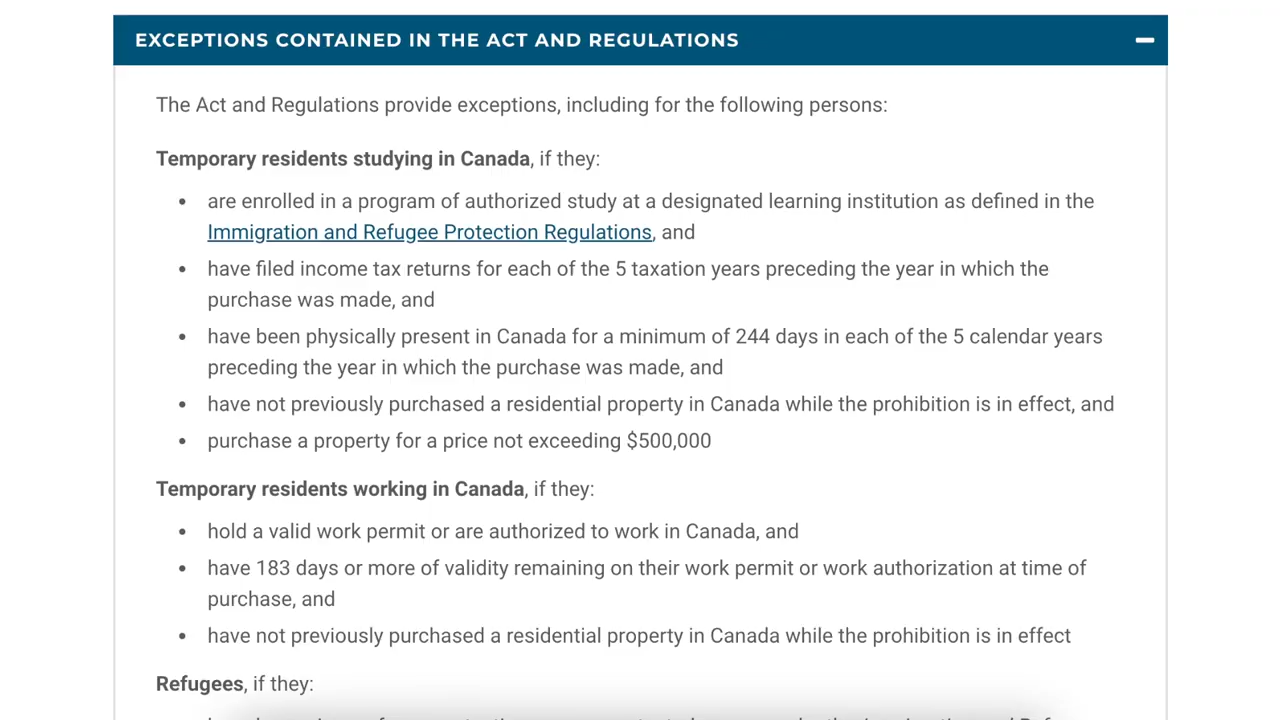 EXCEPTIONS CONTAINED IN THE ACT AND REGULATIONS
The Act and Regulations provide exceptions, including for the following persons:
Temporary residents studying in Canada, if they:
• are enrolled in a program of authorized study at a designated learning institution as defined in the
Immigration and Refugee Protection Regulations, and
• have filed income tax returns for each of the 5 taxation years preceding the year in which the
purchase was made, and
• have been physically present in Canada for a minimum of 244 days in each of the 5 calendar years
preceding the year in which the purchase was made, and
• have not previously purchased a residential property in Canada while the prohibition is in effect, and
• purchase a property for a price not exceeding $500,000
Temporary residents working in Canada, if they:
• hold a valid work permit or are authorized to work in Canada, and
• have 183 days or more of validity remaining on their work permit or work authorization at time of
purchase, and
• have not previously purchased a residential property in Canada while the prohibition is in effect
Refugees, if they: